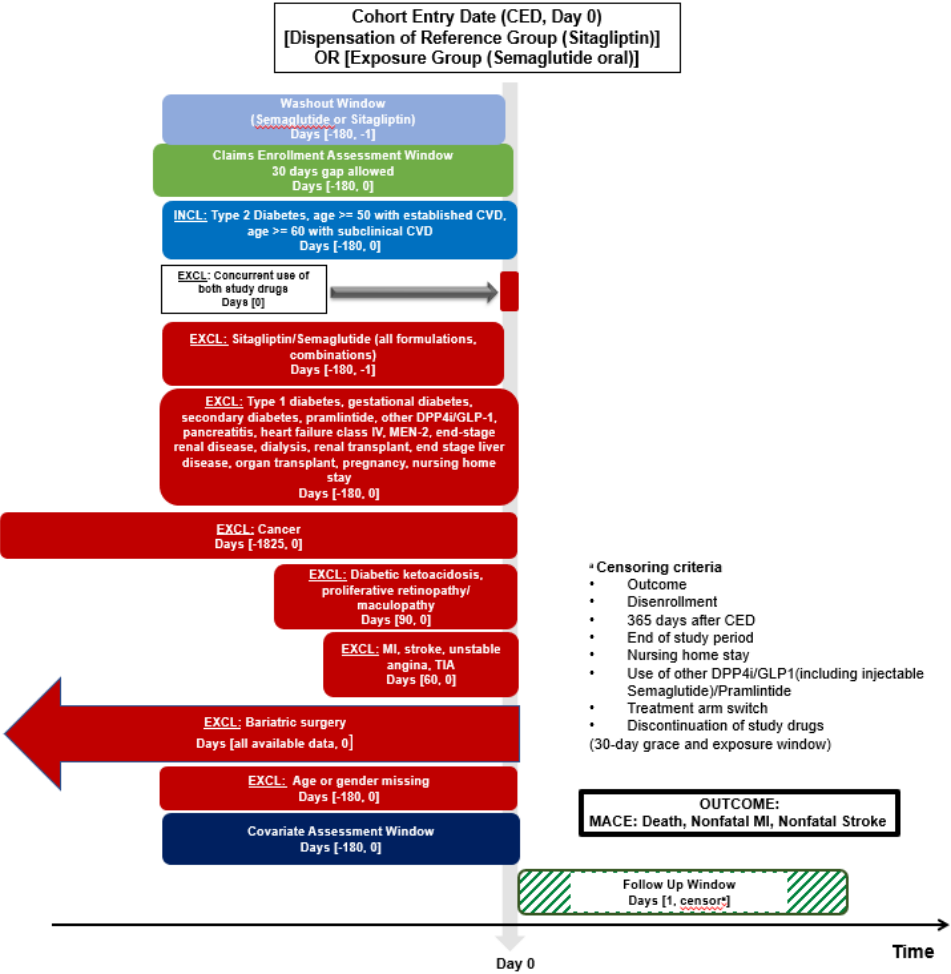 Cohort Entry Date (CED, Day 0)
[Dispensation of Reference Group (Sitagliptin)]
OR [Exposure Group (Semaglutide oral)]
Washout Window
(Semaglutide or Sitagliptin)
Days [-180, -1]
Claims Enrollment Assessment Window
30 days gap allowed
Days [-180, 0]
INCL: Type 2 Diabetes, age >= 50 with established CVD,
age >= 60 with subclinical CVD
Days [-180, 0]
EXCL: Concurrent use of
both study drugs
Days [0]
EXCL: Sitagliptin/Semaglutide (all formulations,
combinations)
Days [-180, -1]
EXCL: Type 1 diabetes, gestational diabetes,
secondary diabetes, pramlintide, other DPP4i/GLP-1,
pancreatitis, heart failure class IV, MEN-2, end-stage
renal disease, dialysis, renal transplant, end stage liver
disease, organ transplant, pregnancy, nursing home
stay
Days [-180, 0]
EXCL: Cancer
Days [-1825, 0]
EXCL: Diabetic ketoacidosis,
proliferative retinopathy/
maculopathy
Days [90, 0]
EXCL: MI, stroke, unstable
angina, TIA
Days [60, 0]
EXCL: Bariatric surgery
Days [all available data, 0]
EXCL: Age or gender missing
Days [-180, 0]
Covariate Assessment Window
Days [-180, 0]
ᵃ Censoring criteria
• Outcome
• Disenrollment
• 365 days after CED
• End of study period
• Nursing home stay
• Use of other DPP4i/GLP1(including injectable
Semaglutide)/Pramlintide
• Treatment arm switch
• Discontinuation of study drugs
(30-day grace and exposure window)
OUTCOME:
MACE: Death, Nonfatal MI, Nonfatal Stroke
Follow Up Window
Days [1, censorᵃ]
Time
Day 0